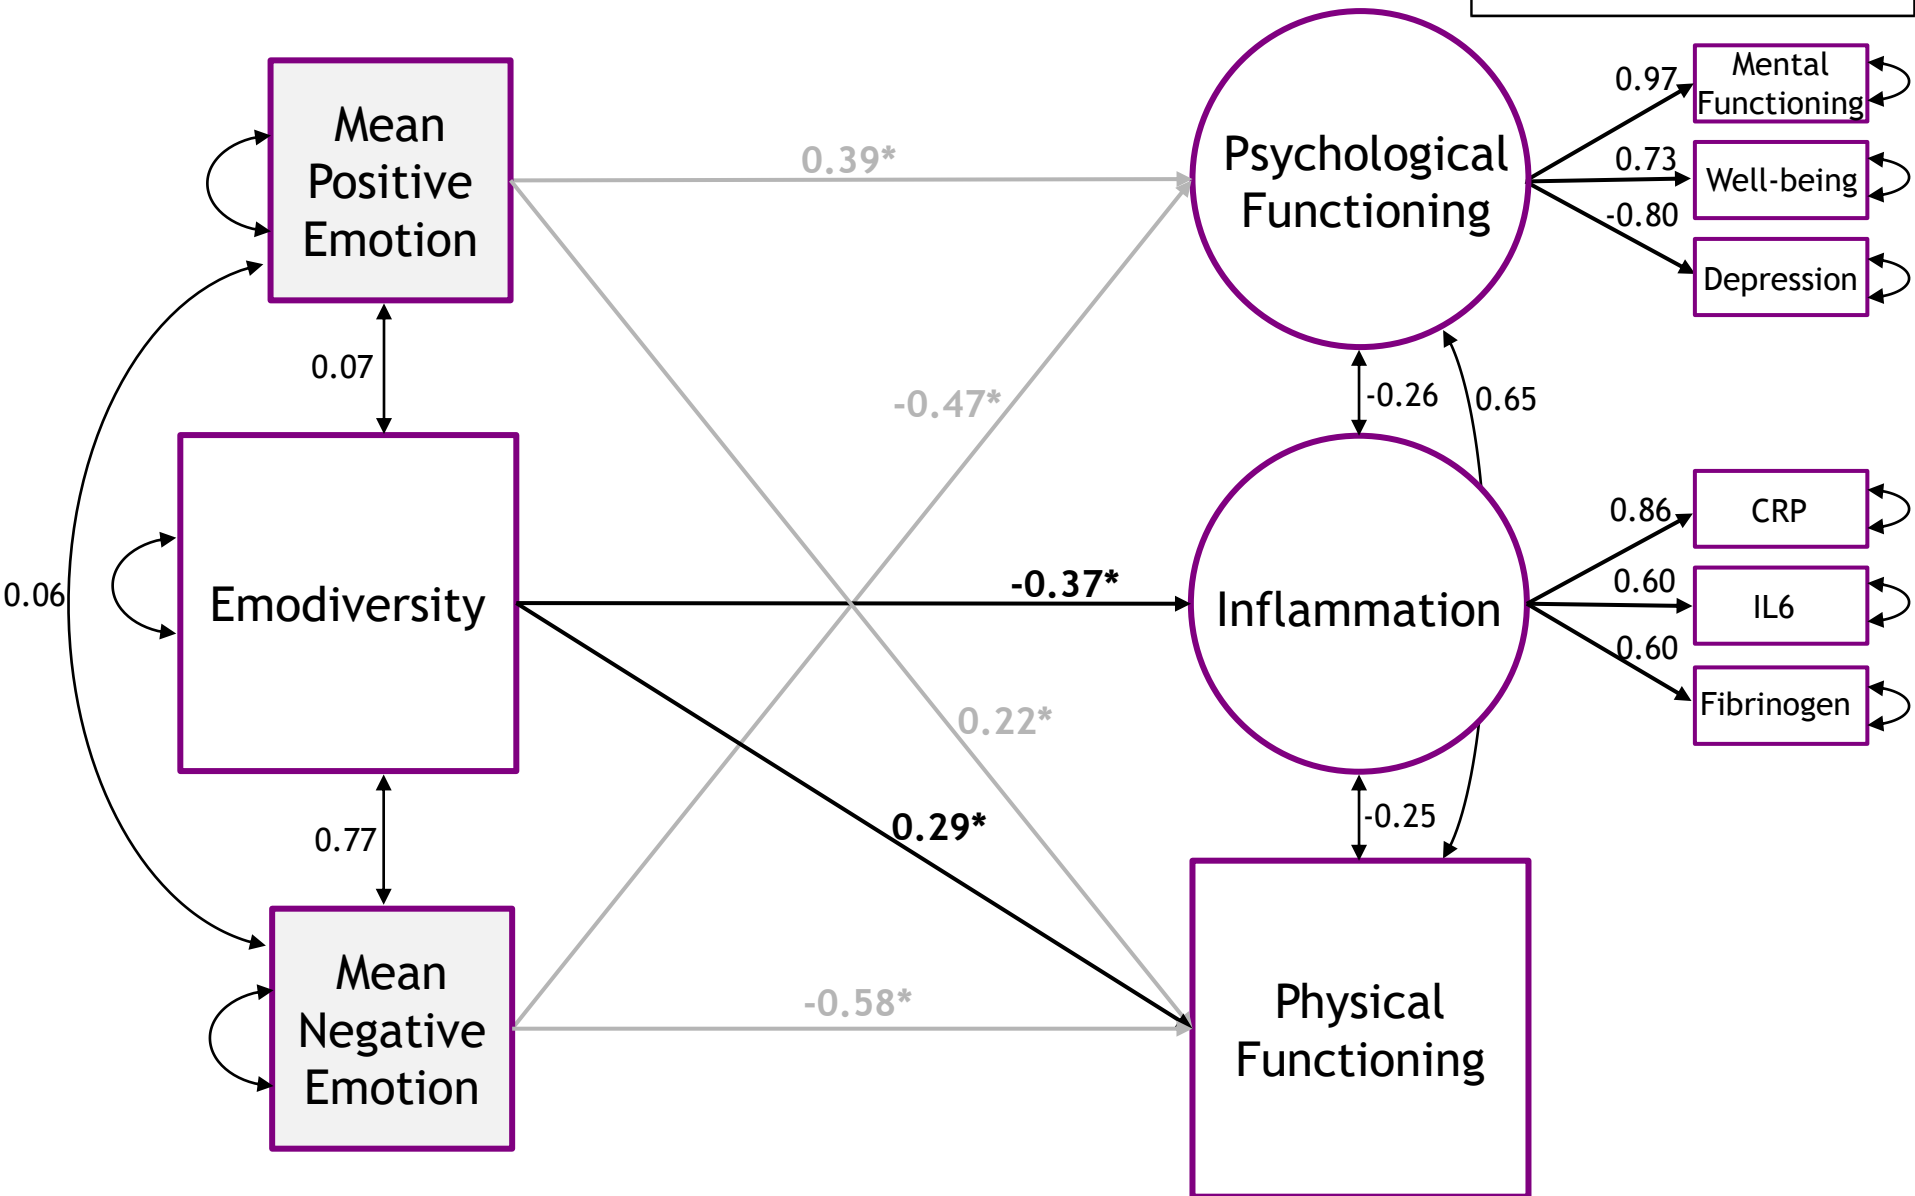 Mean
Positive
Emotion
0.39*
Psychological
Functioning
0.97
Mental
Functioning
0.73
Well-being
-0.80
Depression
0.07
-0.47*
-0.26
0.65
0.06
Emodiversity
-0.37*
Inflammation
0.86
CRP
0.60
IL6
0.60
Fibrinogen
0.22*
0.77
0.29*
-0.25
Mean
Negative
Emotion
-0.58*
Physical
Functioning